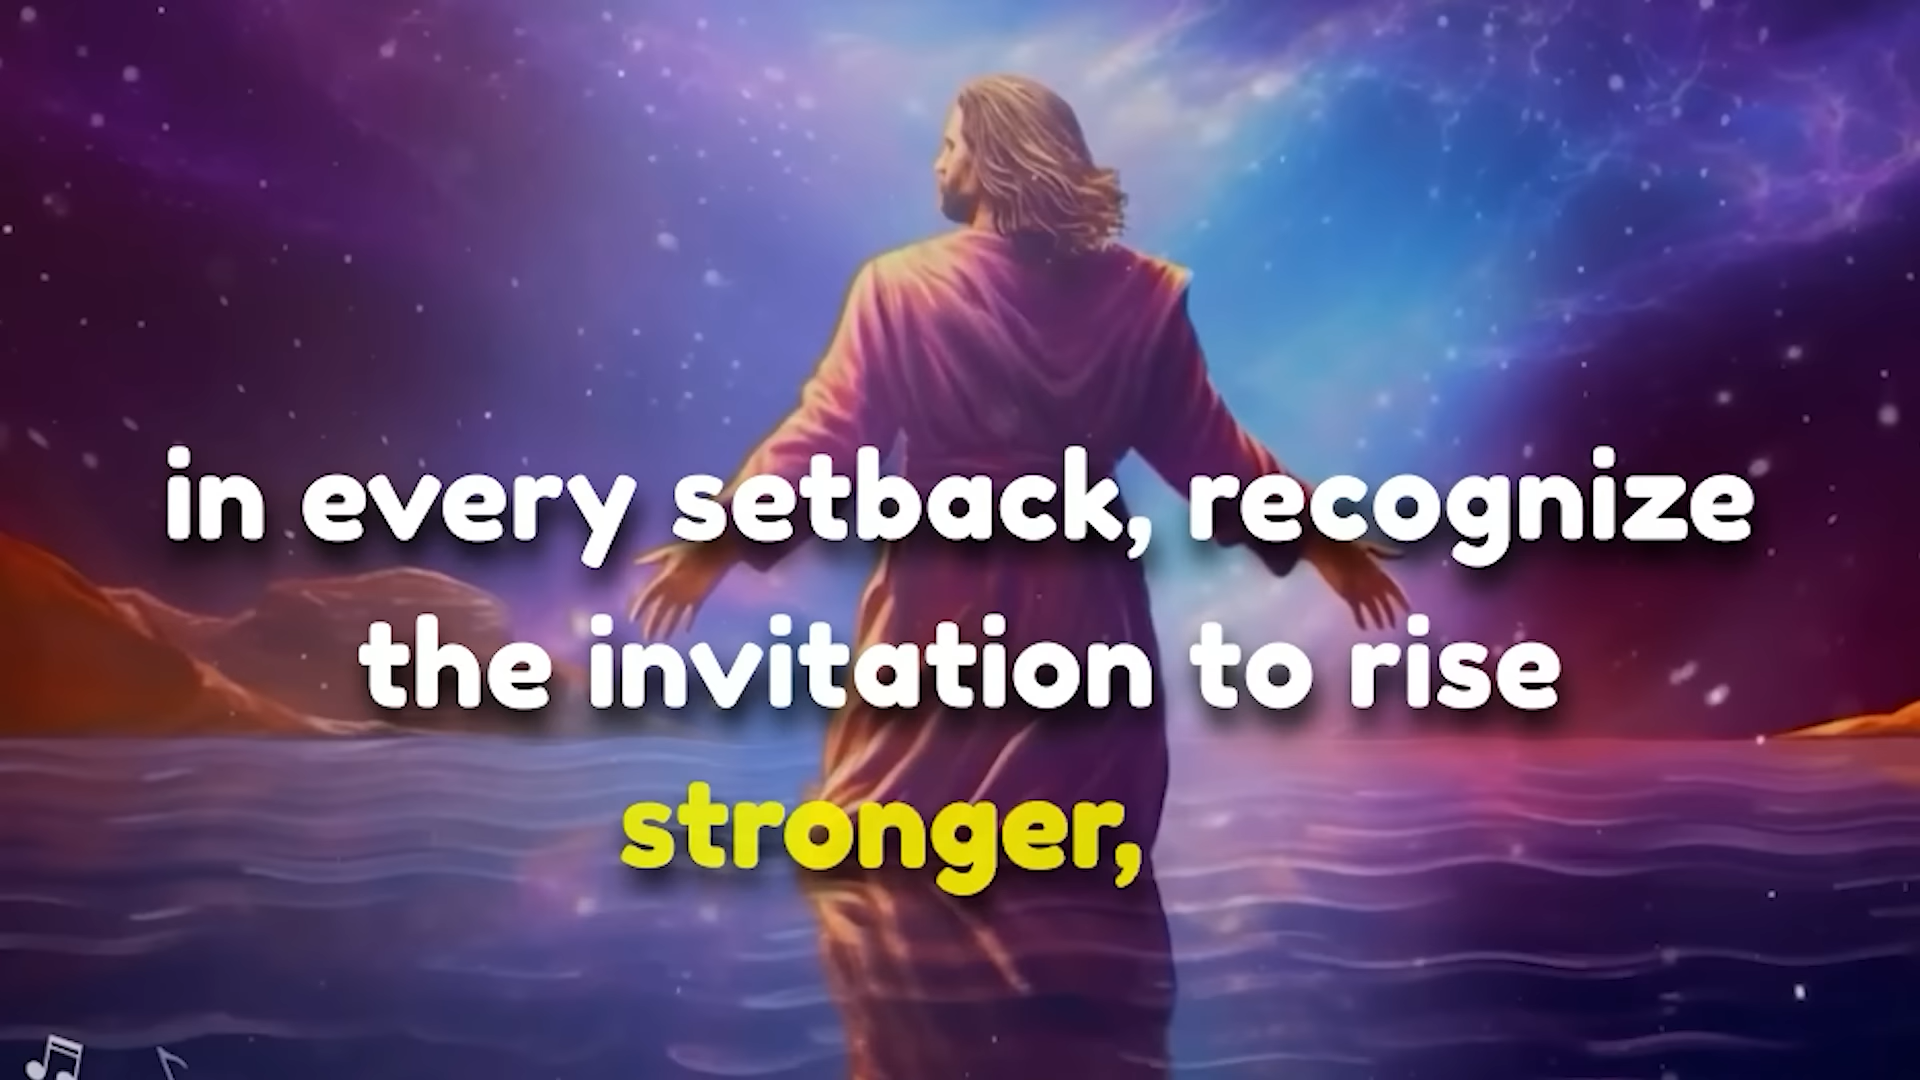 in every setback, recognize
the invitation to rise
stronger,